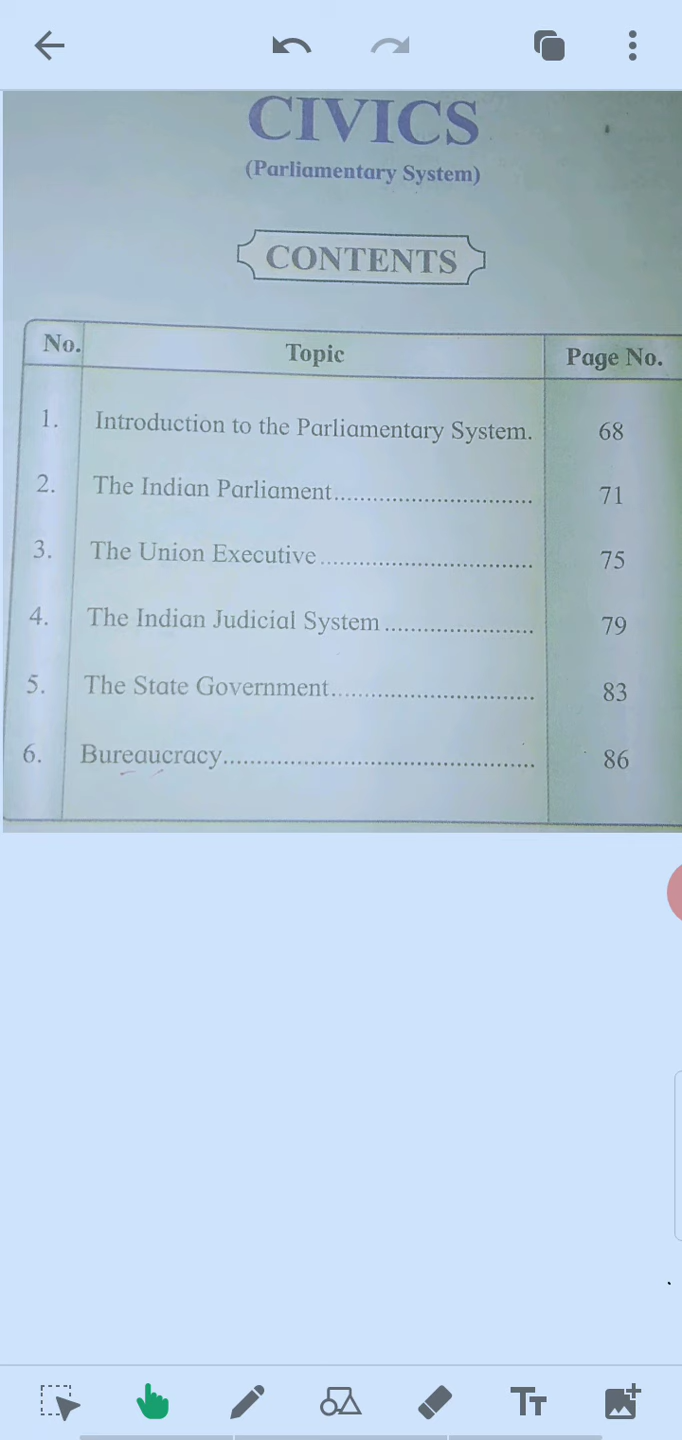 CIVICS
(Parliamentary System)
CONTENTS
No. Topic Page No.
1. Introduction to the Parliamentary System. 68
2. The Indian Parliament.............................. 71
3. The Union Executive................................ 75
4. The Indian Judicial System....................... 79
5. The State Government............................... 83
6. Bureaucracy............................................... 86
TT